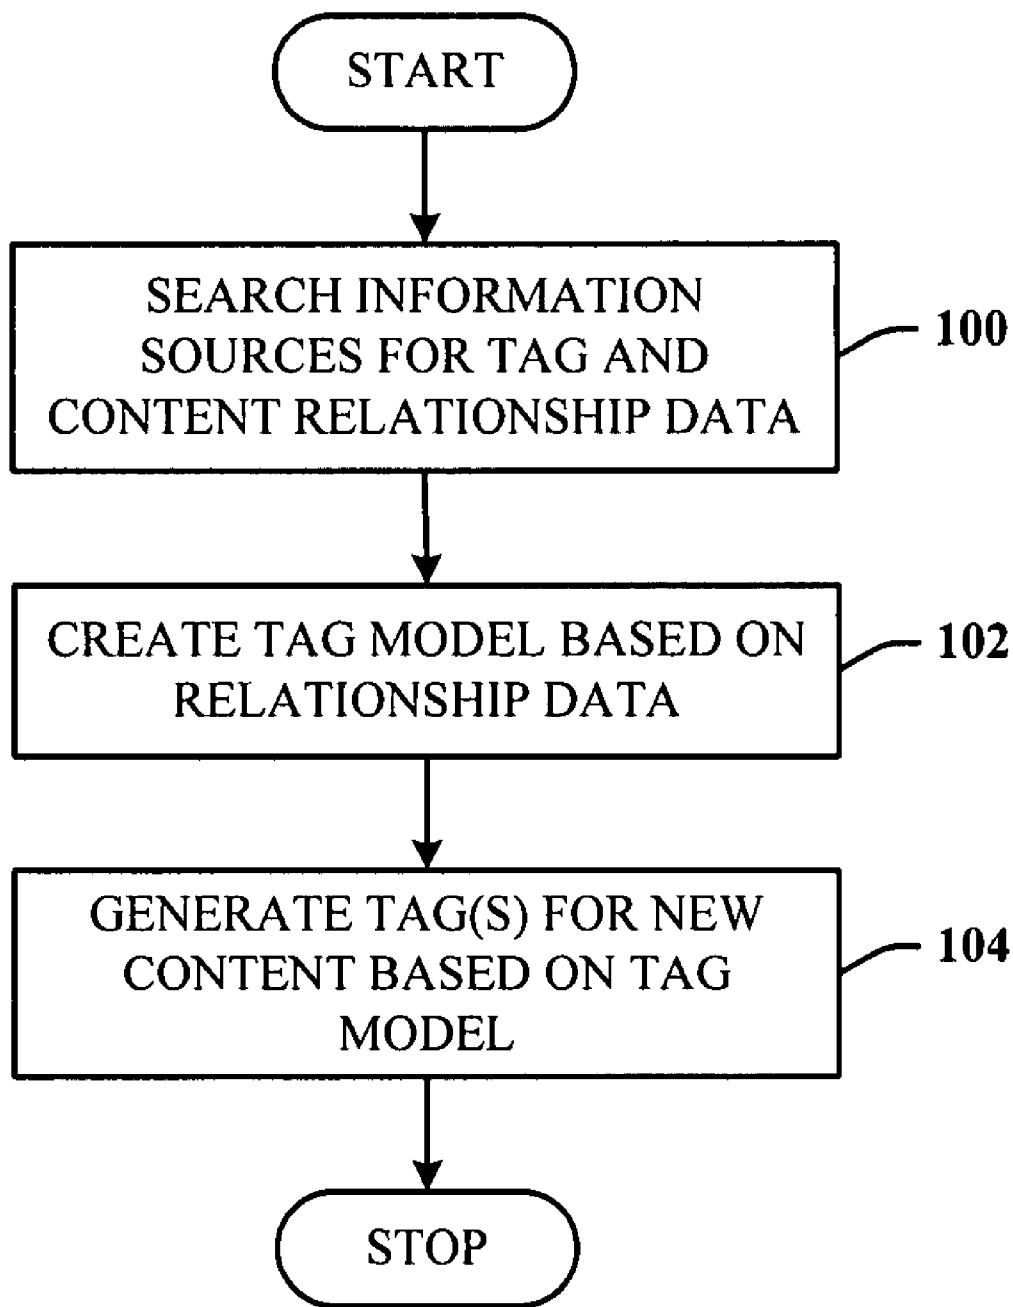 START
SEARCH INFORMATION
SOURCES FOR TAG AND
CONTENT RELATIONSHIP DATA
100
CREATE TAG MODEL BASED ON
RELATIONSHIP DATA
102
GENERATE TAG(S) FOR NEW
CONTENT BASED ON TAG
MODEL
104
STOP